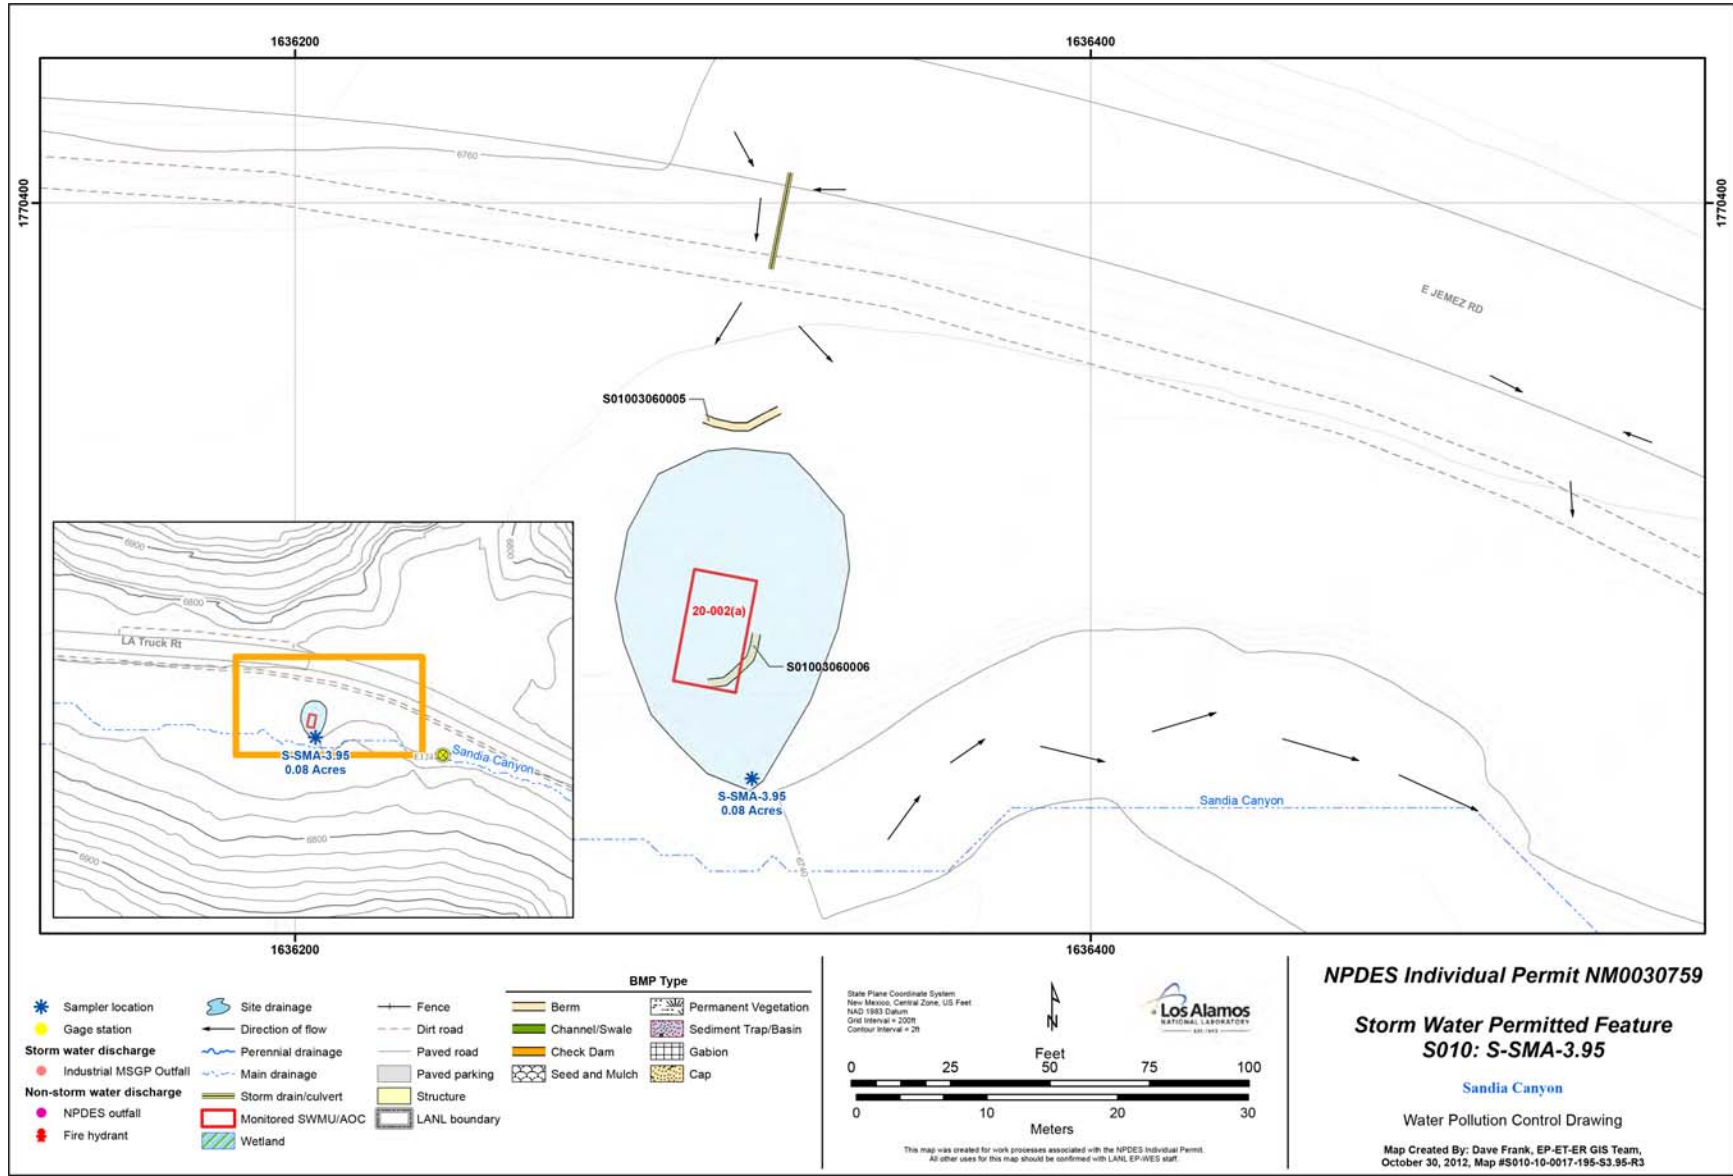 1636200
1636400
1770400
1770400
6760
E JEMEZ RD
S01003060005
20-002(a)
S01003060006
S-SMA-3.95
0.08 Acres
Sandia Canyon
6740
6900
6800
6800
LA Truck Rt
S-SMA-3.95
0.08 Acres
Sandia Canyon
6800
6900
1636200
1636400
Sampler location
Gage station
Storm water discharge
Industrial MSGP Outfall
Non-storm water discharge
NPDES outfall
Fire hydrant
Site drainage
Direction of flow
Perennial drainage
Main drainage
Storm drain/culvert
Monitored SWMU/AOC
Wetland
Fence
Dirt road
Paved road
Paved parking
Structure
LANL boundary
BMP Type
Berm
Channel/Swale
Check Dam
Seed and Mulch
Permanent Vegetation
Sediment Trap/Basin
Gabion
Cap
State Plane Coordinate System
New Mexico, Central Zone, US Feet
NAD 1983 Datum
Grid Interval = 200ft
Contour Interval = 2ft
N
Los Alamos
NATIONAL LABORATORY
EST. 1943
Feet
0 25 50 75 100
0 10 20 30
Meters
This map was created for work processes associated with the NPDES Individual Permit.
All other uses for this map should be confirmed with LANL EP-WES staff.
NPDES Individual Permit NM0030759
Storm Water Permitted Feature
S010: S-SMA-3.95
Sandia Canyon
Water Pollution Control Drawing
Map Created By: Dave Frank, EP-ET-ER GIS Team,
October 30, 2012, Map #S010-10-0017-195-S3.95-R3